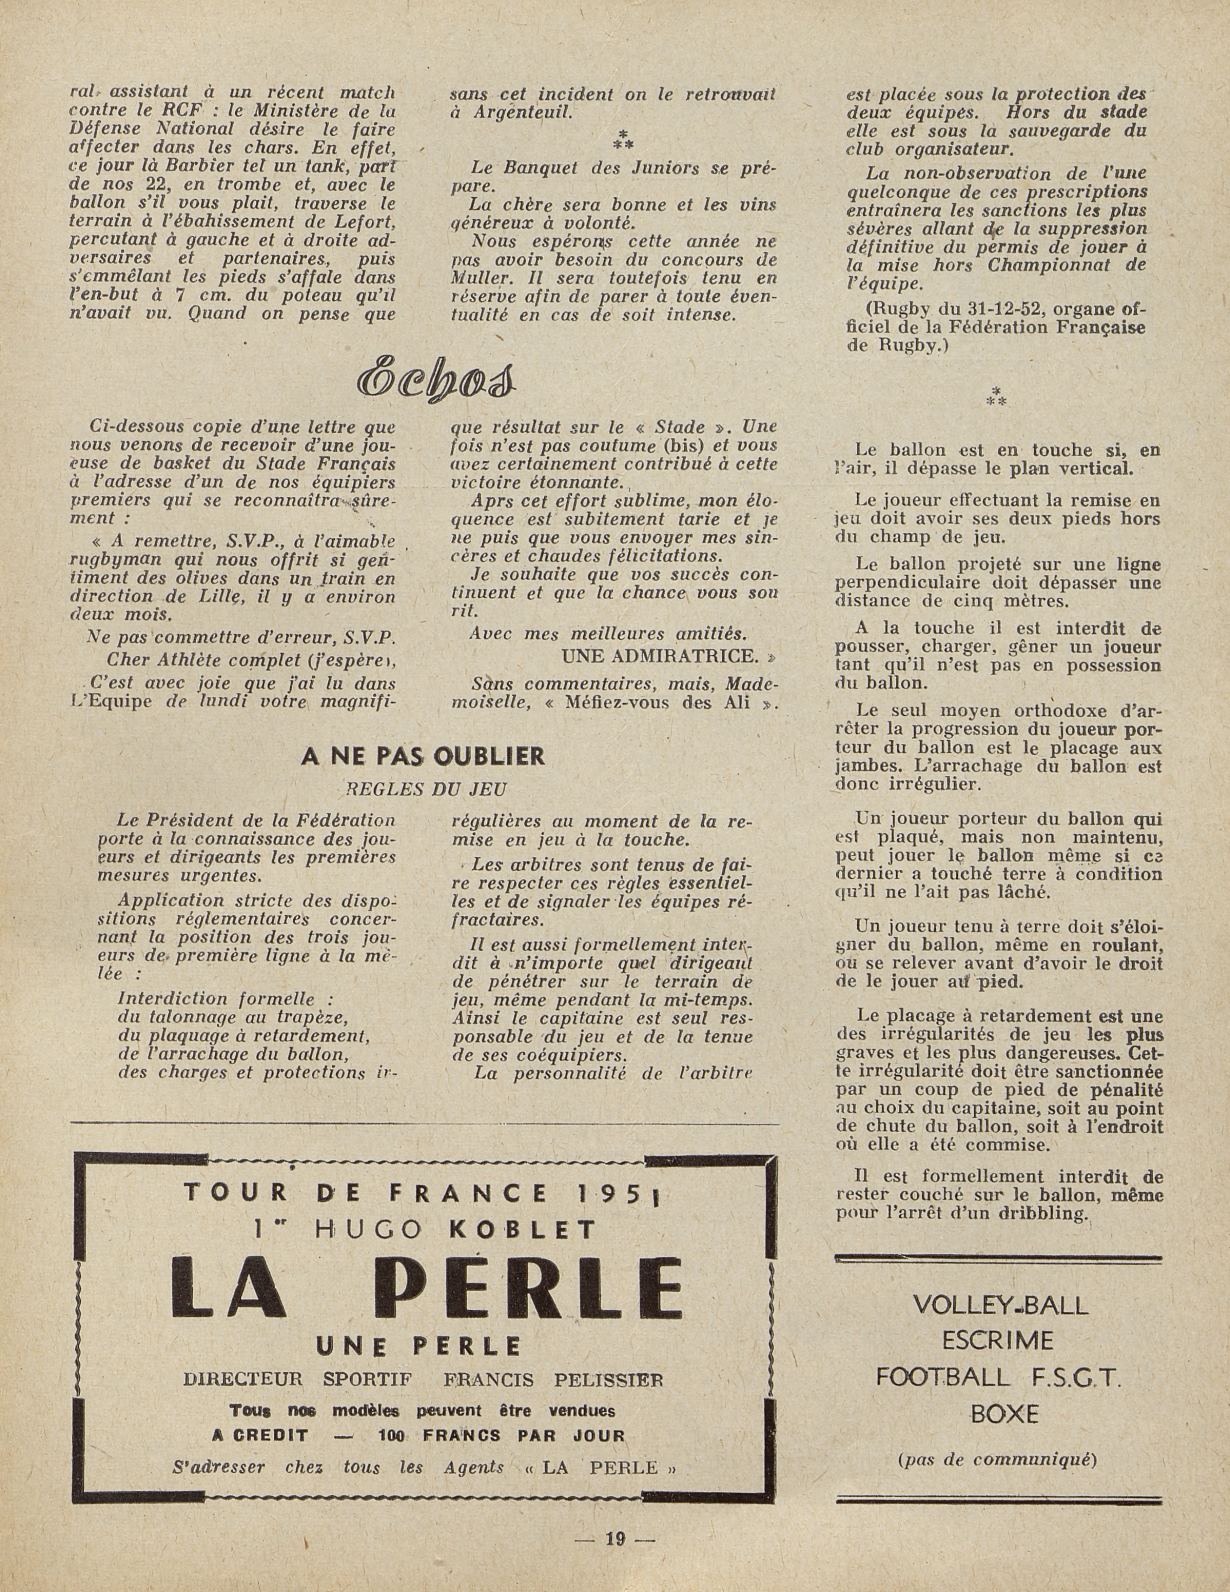 ral assistant à un récent match
contre le RCF : le Ministère de la
Défense National désire le faire
affecter dans les chars. En effet,
ce jour là Barbier tel un tank, part
de nos 22, en trombe et, avec le
ballon s'il vous plait, traverse le
terrain à l'ébahissement de Lefort,
percutant à gauche et à droite ad-
versaires et partenaires, puis
s'emmêlant les pieds s'affale dans
l'en-but à 7 cm. du poteau qu'il
n'avait vu. Quand on pense que
sans cet incident on le retrouvait
à Argenteuil.
*
**
Le Banquet des Juniors se pré-
pare.
La chère sera bonne et les vins
généreux à volonté.
Nous espérons cette année ne
pas avoir besoin du concours de
Muller. Il sera toutefois tenu en
réserve afin de parer à toute éven-
tualité en cas de soit intense.
Echos
Ci-dessous copie d'une lettre que
nous venons de recevoir d'une jou-
euse de basket du Stade Français
à l'adresse d'un de nos équipiers
premiers qui se reconnaîtra sûre-
ment :
« A remettre, S.V.P., à l'aimable
rugbyman qui nous offrit si gen-
timent des olives dans un train en
direction de Lille, il y a environ
deux mois.
Ne pas commettre d'erreur, S.V.P.
Cher Athlète complet (j'espère),
C'est avec joie que j'ai lu dans
L'Equipe de lundi votre magnifi-
que résultat sur le « Stade ». Une
fois n'est pas coutume (bis) et vous
avez certainement contribué à cette
victoire étonnante.
Aprs cet effort sublime, mon élo-
quence est subitement tarie et je
ne puis que vous envoyer mes sin-
cères et chaudes félicitations.
Je souhaite que vos succès con-
tinuent et que la chance vous sou
rit.
Avec mes meilleures amitiés.
UNE ADMIRATRICE. »
Sans commentaires, mais, Made-
moiselle, « Méfiez-vous des Ali ».
A NE PAS OUBLIER
REGLES DU JEU
Le Président de la Fédération
porte à la connaissance des jou-
eurs et dirigeants les premières
mesures urgentes.
Application stricte des dispo-
sitions réglementaires concer-
nant la position des trois jou-
eurs de première ligne à la mê-
lée :
Interdiction formelle :
du talonnage au trapèze,
du plaquage à retardement,
de l'arrachage du ballon,
des charges et protections ir-
régulières au moment de la re-
mise en jeu à la touche.
Les arbitres sont tenus de fai-
re respecter ces règles essentiel-
les et de signaler les équipes ré-
fractaires.
Il est aussi formellement inter-
dit à n'importe quel dirigeant
de pénétrer sur le terrain de
jeu, même pendant la mi-temps.
Ainsi le capitaine est seul res-
ponsable du jeu et de la tenue
de ses coéquipiers.
La personnalité de l'arbitre
est placée sous la protection des
deux équipes. Hors du stade
elle est sous la sauvegarde du
club organisateur.
La non-observation de l'une
quelconque de ces prescriptions
entraînera les sanctions les plus
sévères allant de la suppression
définitive du permis de jouer à
la mise hors Championnat de
l'équipe.
(Rugby du 31-12-52, organe of-
ficiel de la Fédération Française
de Rugby.)
*
**
Le ballon est en touche si, en
l'air, il dépasse le plan vertical.
Le joueur effectuant la remise en
jeu doit avoir ses deux pieds hors
du champ de jeu.
Le ballon projeté sur une ligne
perpendiculaire doit dépasser une
distance de cinq mètres.
A la touche il est interdit de
pousser, charger, gêner un joueur
tant qu'il n'est pas en possession
du ballon.
Le seul moyen orthodoxe d'ar-
rêter la progression du joueur por-
teur du ballon est le placage aux
jambes. L'arrachage du ballon est
donc irrégulier.
Un joueur porteur du ballon qui
est plaqué, mais non maintenu,
peut jouer le ballon même si ce
dernier a touché terre à condition
qu'il ne l'ait pas lâché.
Un joueur tenu à terre doit s'éloi-
gner du ballon, même en roulant,
ou se relever avant d'avoir le droit
de le jouer au pied.
Le placage à retardement est une
des irrégularités de jeu les plus
graves et les plus dangereuses. Cet-
te irrégularité doit être sanctionnée
par un coup de pied de pénalité
au choix du capitaine, soit au point
de chute du ballon, soit à l'endroit
où elle a été commise.
Il est formellement interdit de
rester couché sur le ballon, même
pour l'arrêt d'un dribbling.
TOUR DE FRANCE 1951
1er HUGO KOBLET
LA PERLE
UNE PERLE
DIRECTEUR SPORTIF FRANCIS PELISSIER
Tous nos modèles peuvent être vendues
A CREDIT — 100 FRANCS PAR JOUR
S'adresser chez tous les Agents « LA PERLE »
VOLLEY-BALL
ESCRIME
FOOTBALL F.S.G.T.
BOXE
(pas de communiqué)
— 19 —